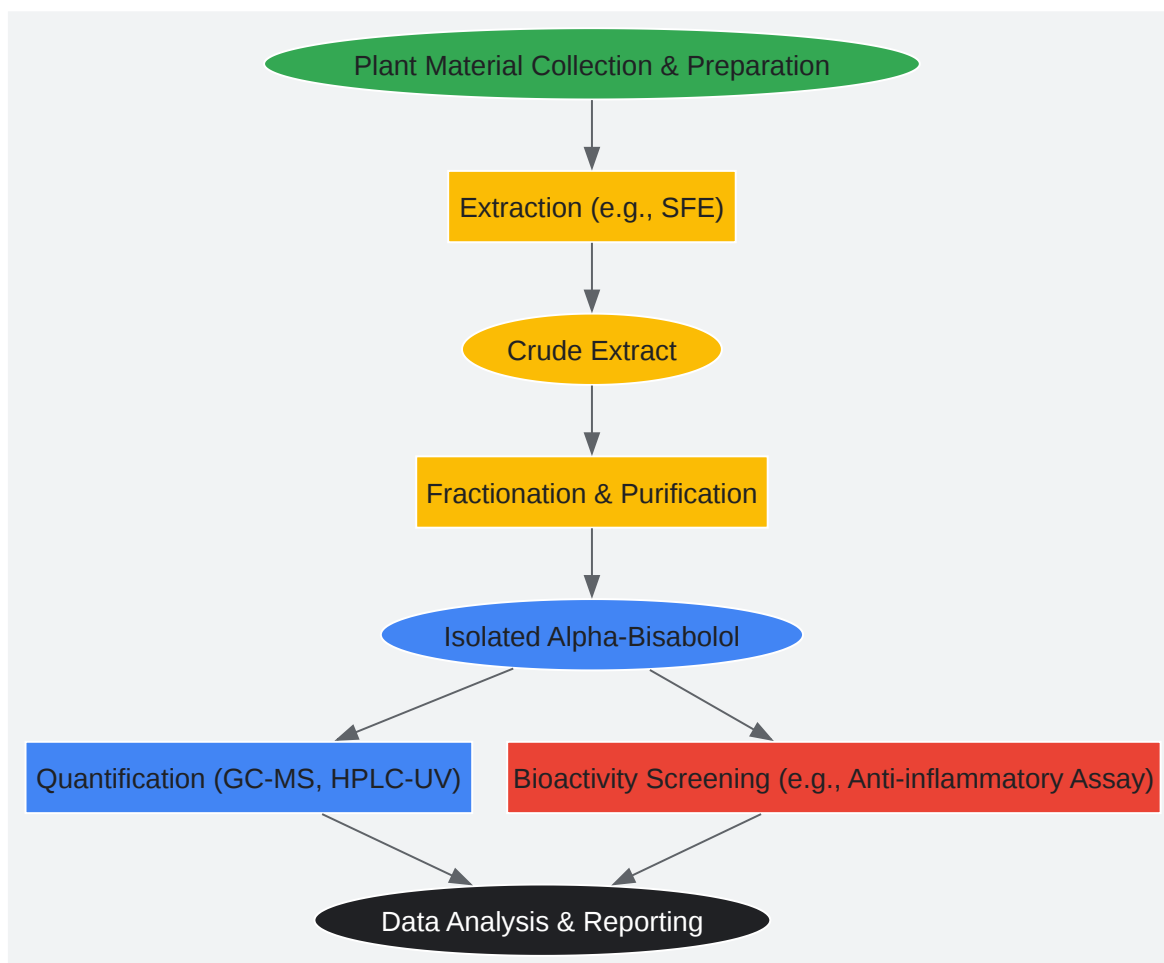 Plant Material Collection & Preparation
Extraction (e.g., SFE)
Crude Extract
Fractionation & Purification
Isolated Alpha-Bisabolol
Quantification (GC-MS, HPLC-UV)
Bioactivity Screening (e.g., Anti-inflammatory Assay)
Data Analysis & Reporting